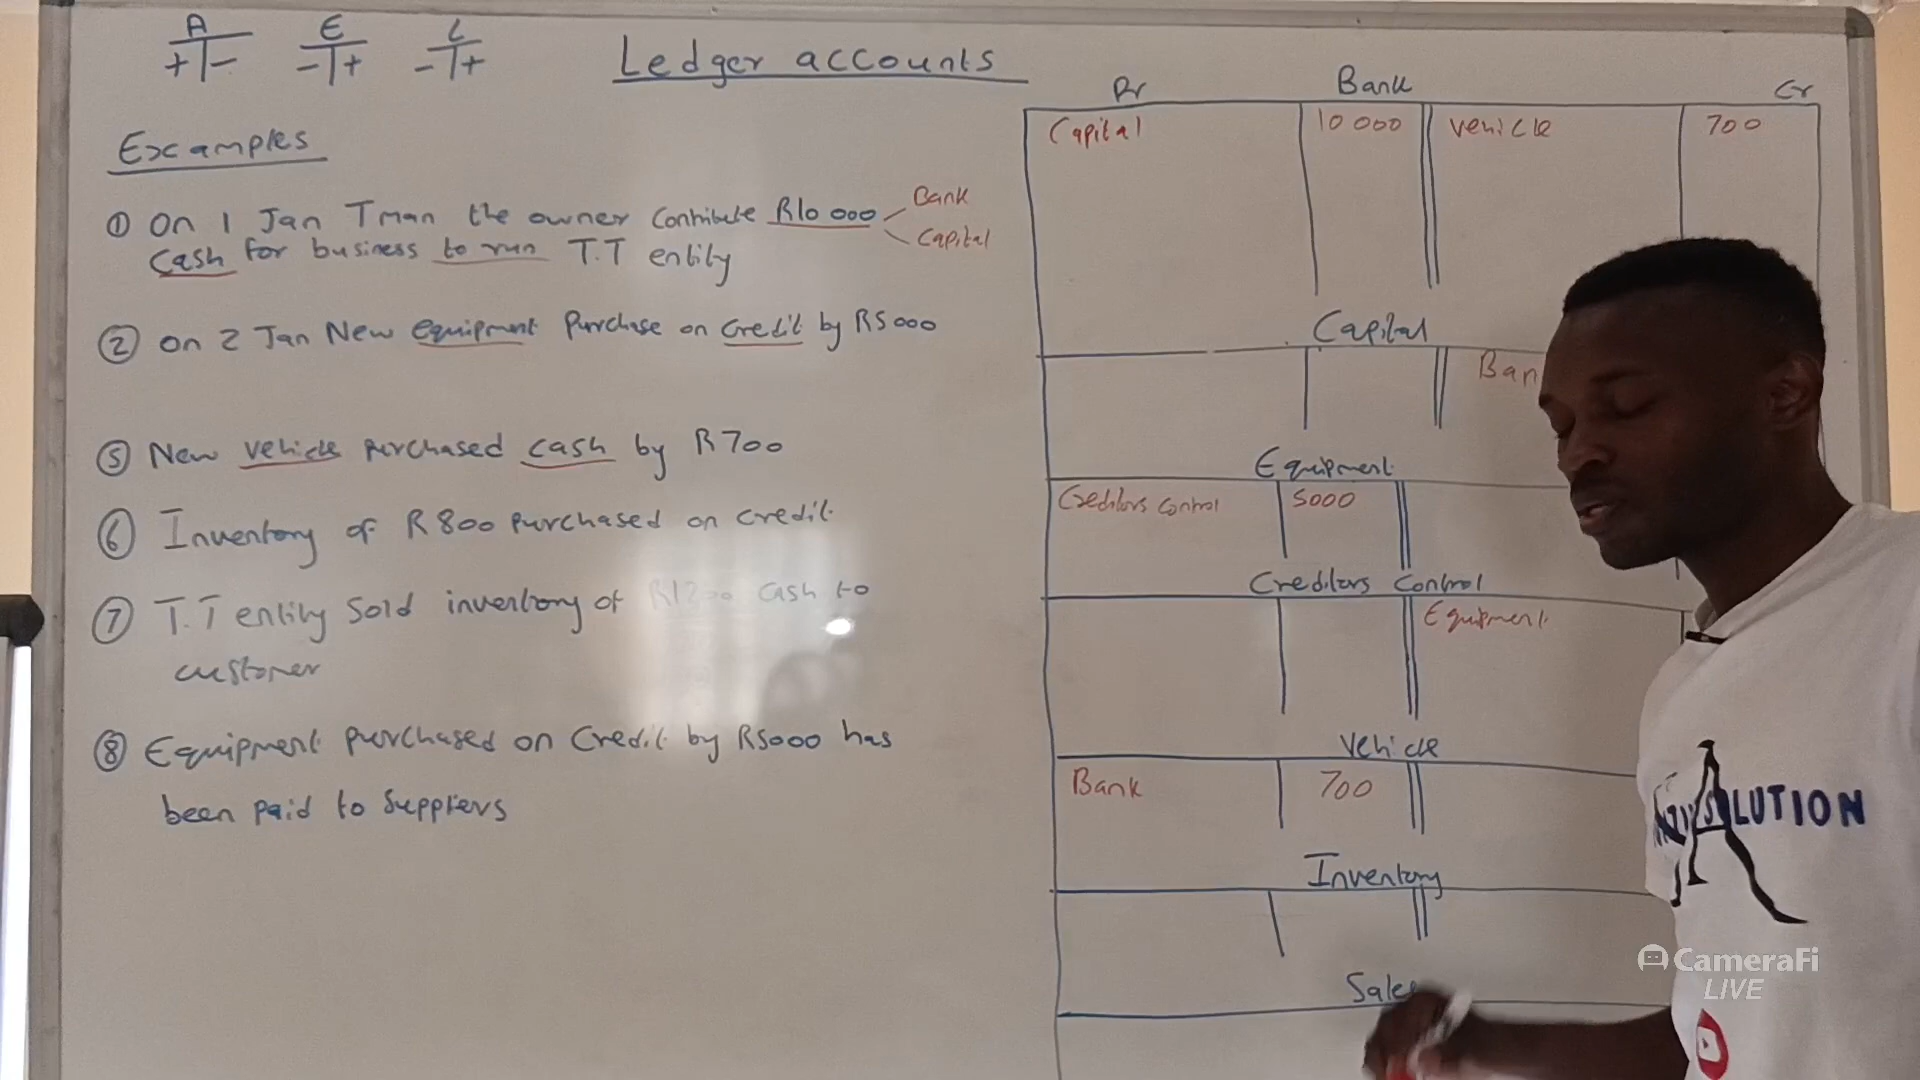 A
+ -
E
- +
L
- +
Ledger accounts
Examples
① On 1 Jan Tman the owner Contribute R10 000
Bank
Capital
Cash for business to run T.T entity
② on 2 Jan New equipment Purchase on Credit by R5000
⑤ New vehicle purchased cash by R700
⑥ Inventory of R800 purchased on credit
⑦ T.T entity Sold inventory of R1200 cash to
customer
⑧ Equipment purchased on Credit by R5000 has
been paid to Suppliers
Dr Bank Cr
Capital 10 000 vehicle 700
Capital
Equipment
Creditors control 5000
Creditors Control
Equipment
Vehicle
Bank 700
Inventory
Sales
LUTION
CameraFi
LIVE